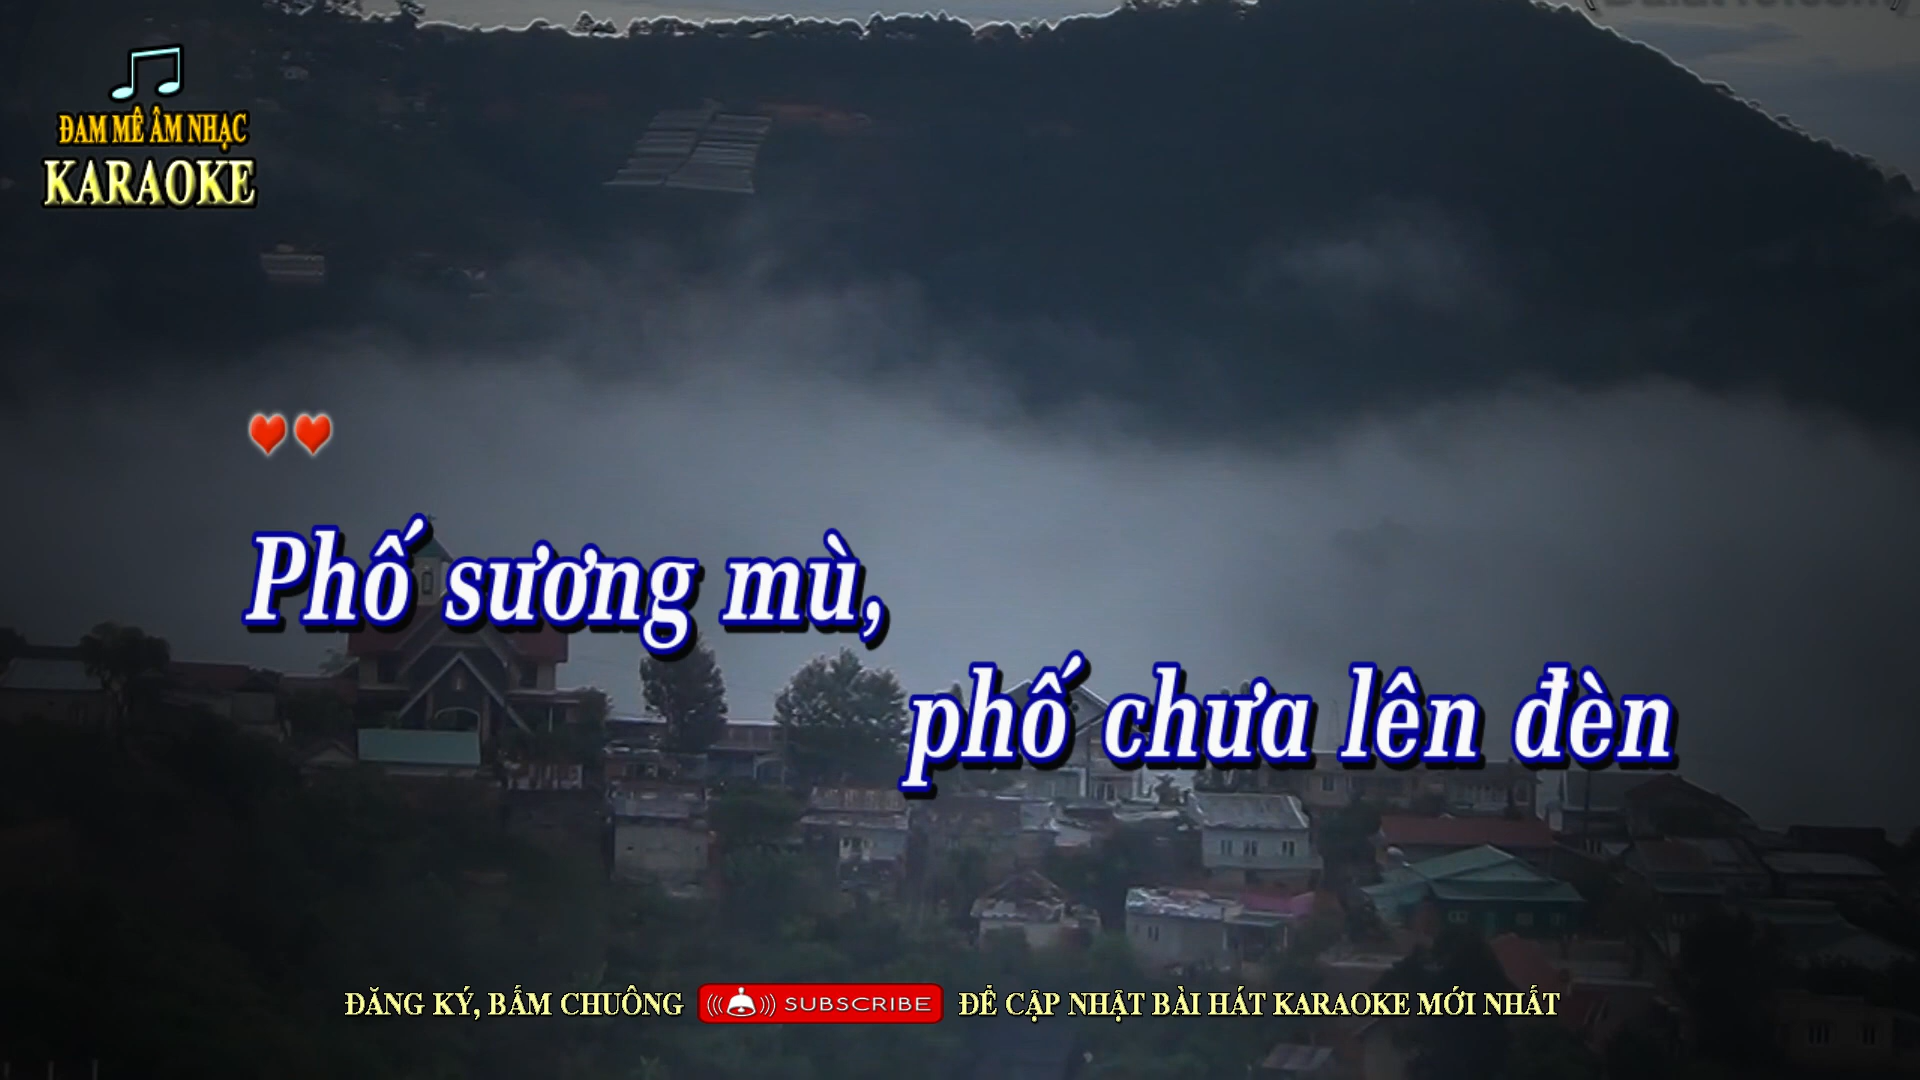 ĐAM MÊ ÂM NHẠC
KARAOKE
Phố sương mù,
phố chưa lên đèn
ĐĂNG KÝ, BẤM CHUÔNG SUBSCRIBE ĐỂ CẬP NHẬT BÀI HÁT KARAOKE MỚI NHẤT